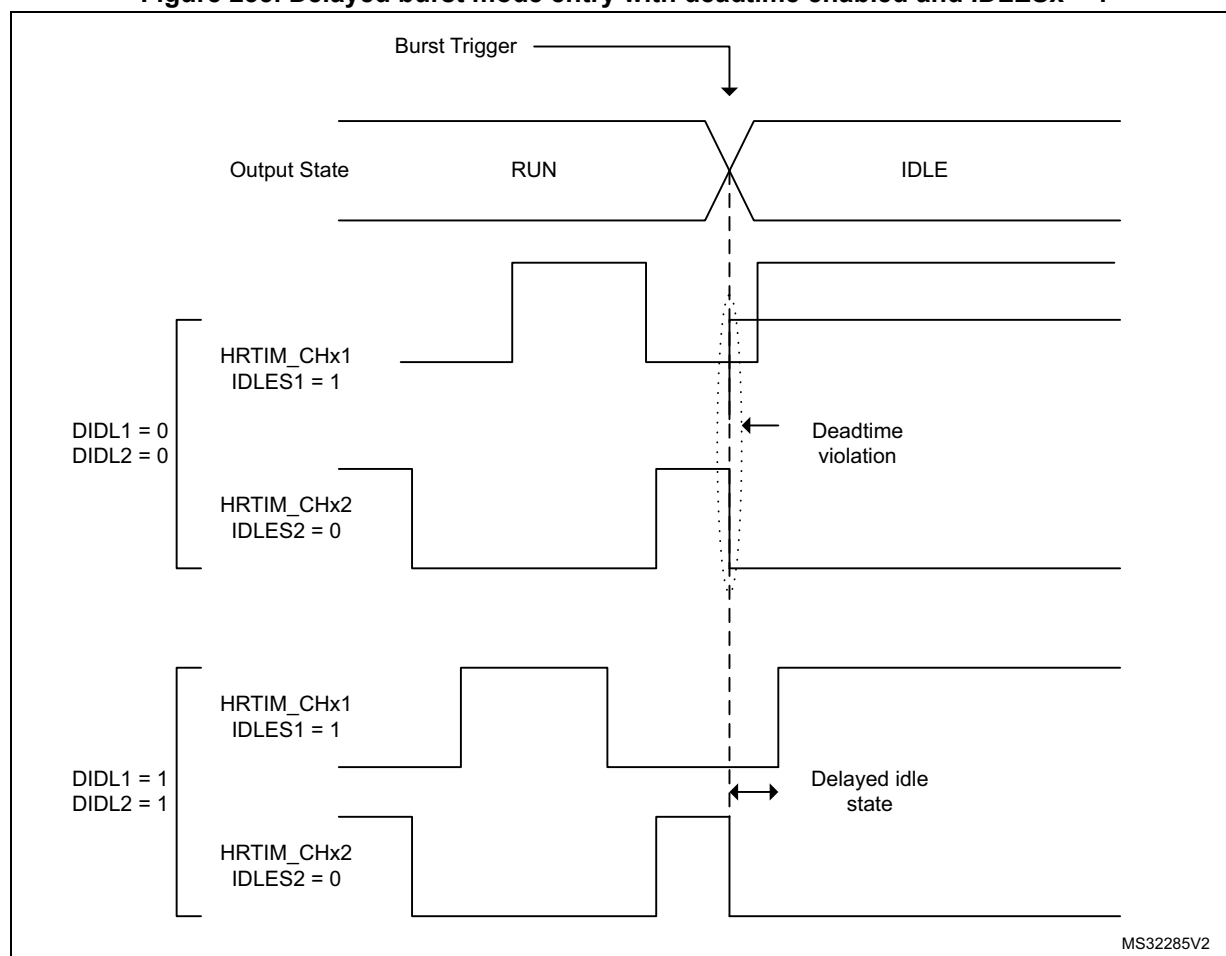 Burst Trigger
Output State
RUN
IDLE
HRTIM_CHx1
IDLES1 = 1
DIDL1 = 0
DIDL2 = 0
Deadtime
violation
HRTIM_CHx2
IDLES2 = 0
HRTIM_CHx1
IDLES1 = 1
DIDL1 = 1
DIDL2 = 1
Delayed idle
state
HRTIM_CHx2
IDLES2 = 0
MS32285V2